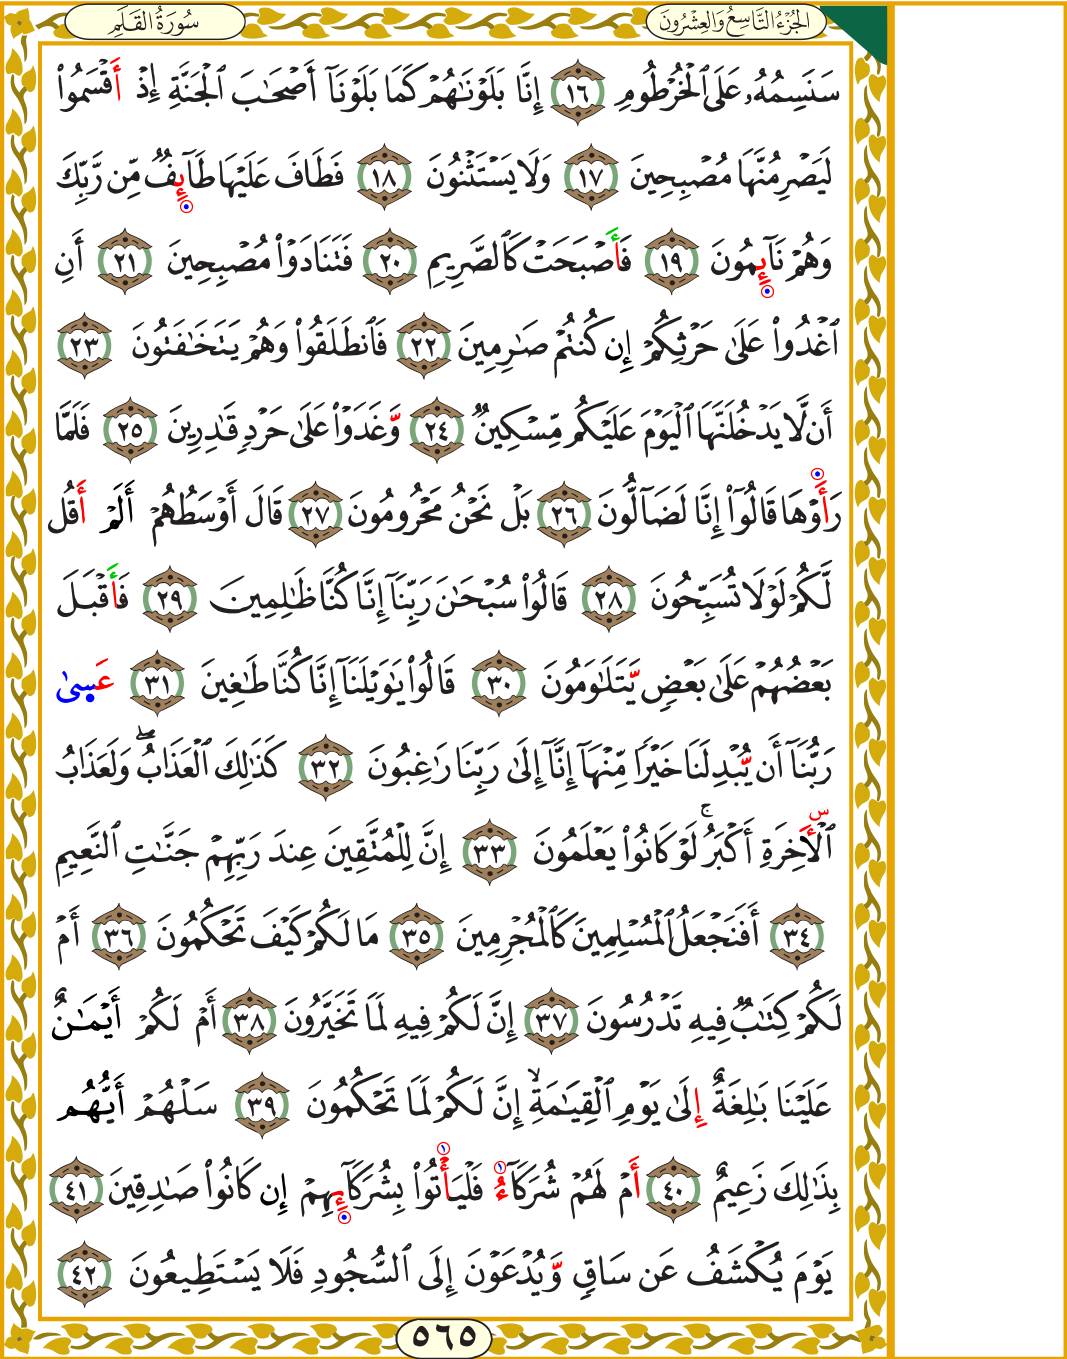 الجُزْءُ التَّاسِعُ وَالعِشْرُونَ
سُورَةُ القَلَمِ
سَنَسِمُهُۥ عَلَى ٱلْخُرْطُومِ ١٦ إِنَّا بَلَوْنَٰهُمْ كَمَا بَلَوْنَآ أَصْحَٰبَ ٱلْجَنَّةِ إِذْ أَقْسَمُوا۟
لَيَصْرِمُنَّهَا مُصْبِحِينَ ١٧ وَلَا يَسْتَثْنُونَ ١٨ فَطَافَ عَلَيْهَا طَآئِفٌ مِّن رَّبِّكَ
وَهُمْ نَآئِمُونَ ١٩ فَأَصْبَحَتْ كَٱلصَّرِيمِ ٢٠ فَتَنَادَوْا۟ مُصْبِحِينَ ٢١ أَنِ
ٱغْدُوا۟ عَلَىٰ حَرْثِكُمْ إِن كُنتُمْ صَٰرِمِينَ ٢٢ فَٱنطَلَقُوا۟ وَهُمْ يَتَخَٰفَتُونَ ٢٣
أَن لَّا يَدْخُلَنَّهَا ٱلْيَوْمَ عَلَيْكُم مِّسْكِينٌ ٢٤ وَّغَدَوْا۟ عَلَىٰ حَرْدٍ قَٰدِرِينَ ٢٥ فَلَمَّا
رَأَوْهَا قَالُوٓا۟ إِنَّا لَضَآلُّونَ ٢٦ بَلْ نَحْنُ مَحْرُومُونَ ٢٧ قَالَ أَوْسَطُهُمْ أَلَمْ أَقُل
لَّكُمْ لَوْلَا تُسَبِّحُونَ ٢٨ قَالُوا۟ سُبْحَٰنَ رَبِّنَآ إِنَّا كُنَّا ظَٰلِمِينَ ٢٩ فَأَقْبَلَ
بَعْضُهُمْ عَلَىٰ بَعْضٍ يَّتَلَٰوَمُونَ ٣٠ قَالُوا۟ يَٰوَيْلَنَآ إِنَّا كُنَّا طَٰغِينَ ٣١ عَسىٰ
رَبُّنَآ أَن يُّبْدِلَنَا خَيْرًا مِّنْهَآ إِنَّآ إِلَىٰ رَبِّنَا رَٰغِبُونَ ٣٢ كَذَٰلِكَ ٱلْعَذَابُ ۖ وَلَعَذَابُ
ٱلْأَخِرَةِ أَكْبَرُ ۚ لَوْ كَانُوا۟ يَعْلَمُونَ ٣٣ إِنَّ لِلْمُتَّقِينَ عِندَ رَبِّهِمْ جَنَّٰتِ ٱلنَّعِيمِ
٣٤ أَفَنَجْعَلُ ٱلْمُسْلِمِينَ كَٱلْمُجْرِمِينَ ٣٥ مَا لَكُمْ كَيْفَ تَحْكُمُونَ ٣٦ أَمْ
لَكُمْ كِتَٰبٌ فِيهِ تَدْرُسُونَ ٣٧ إِنَّ لَكُمْ فِيهِ لَمَا تَخَيَّرُونَ ٣٨ أَمْ لَكُمْ أَيْمَٰنٌ
عَلَيْنَا بَٰلِغَةٌ إِلَىٰ يَوْمِ ٱلْقِيَٰمَةِ ۙ إِنَّ لَكُمْ لَمَا تَحْكُمُونَ ٣٩ سَلْهُمْ أَيُّهُم
بِذَٰلِكَ زَعِيمٌ ٤٠ أَمْ لَهُمْ شُرَكَآءُ فَلْيَأْتُوا۟ بِشُرَكَآئِهِمْ إِن كَانُوا۟ صَٰدِقِينَ ٤١
يَوْمَ يُكْشَفُ عَن سَاقٍ وَّيُدْعَوْنَ إِلَى ٱلسُّجُودِ فَلَا يَسْتَطِيعُونَ ٤٢
٥٦٥